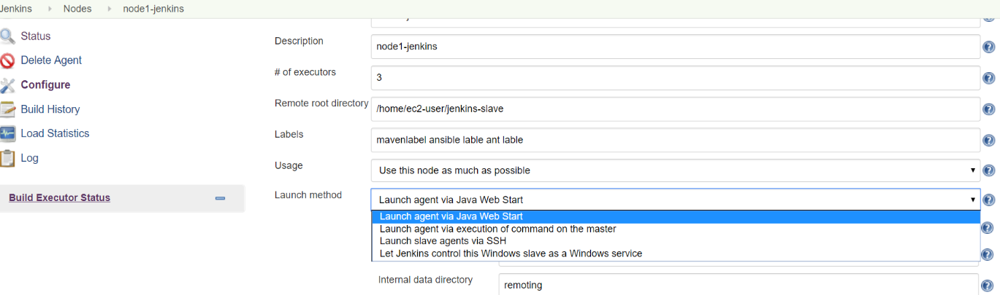 Jenkins Nodes node1-jenkins
Status
Delete Agent
Configure
Build History
Load Statistics
Log
Build Executor Status
Description
node1-jenkins
# of executors
3
Remote root directory
/home/ec2-user/jenkins-slave
Labels
mavenlabel ansible lable ant lable
Usage
Use this node as much as possible
Launch method
Launch agent via Java Web Start
Launch agent via Java Web Start
Launch agent via execution of command on the master
Launch slave agents via SSH
Let Jenkins control this Windows slave as a Windows service
Internal data directory
remoting